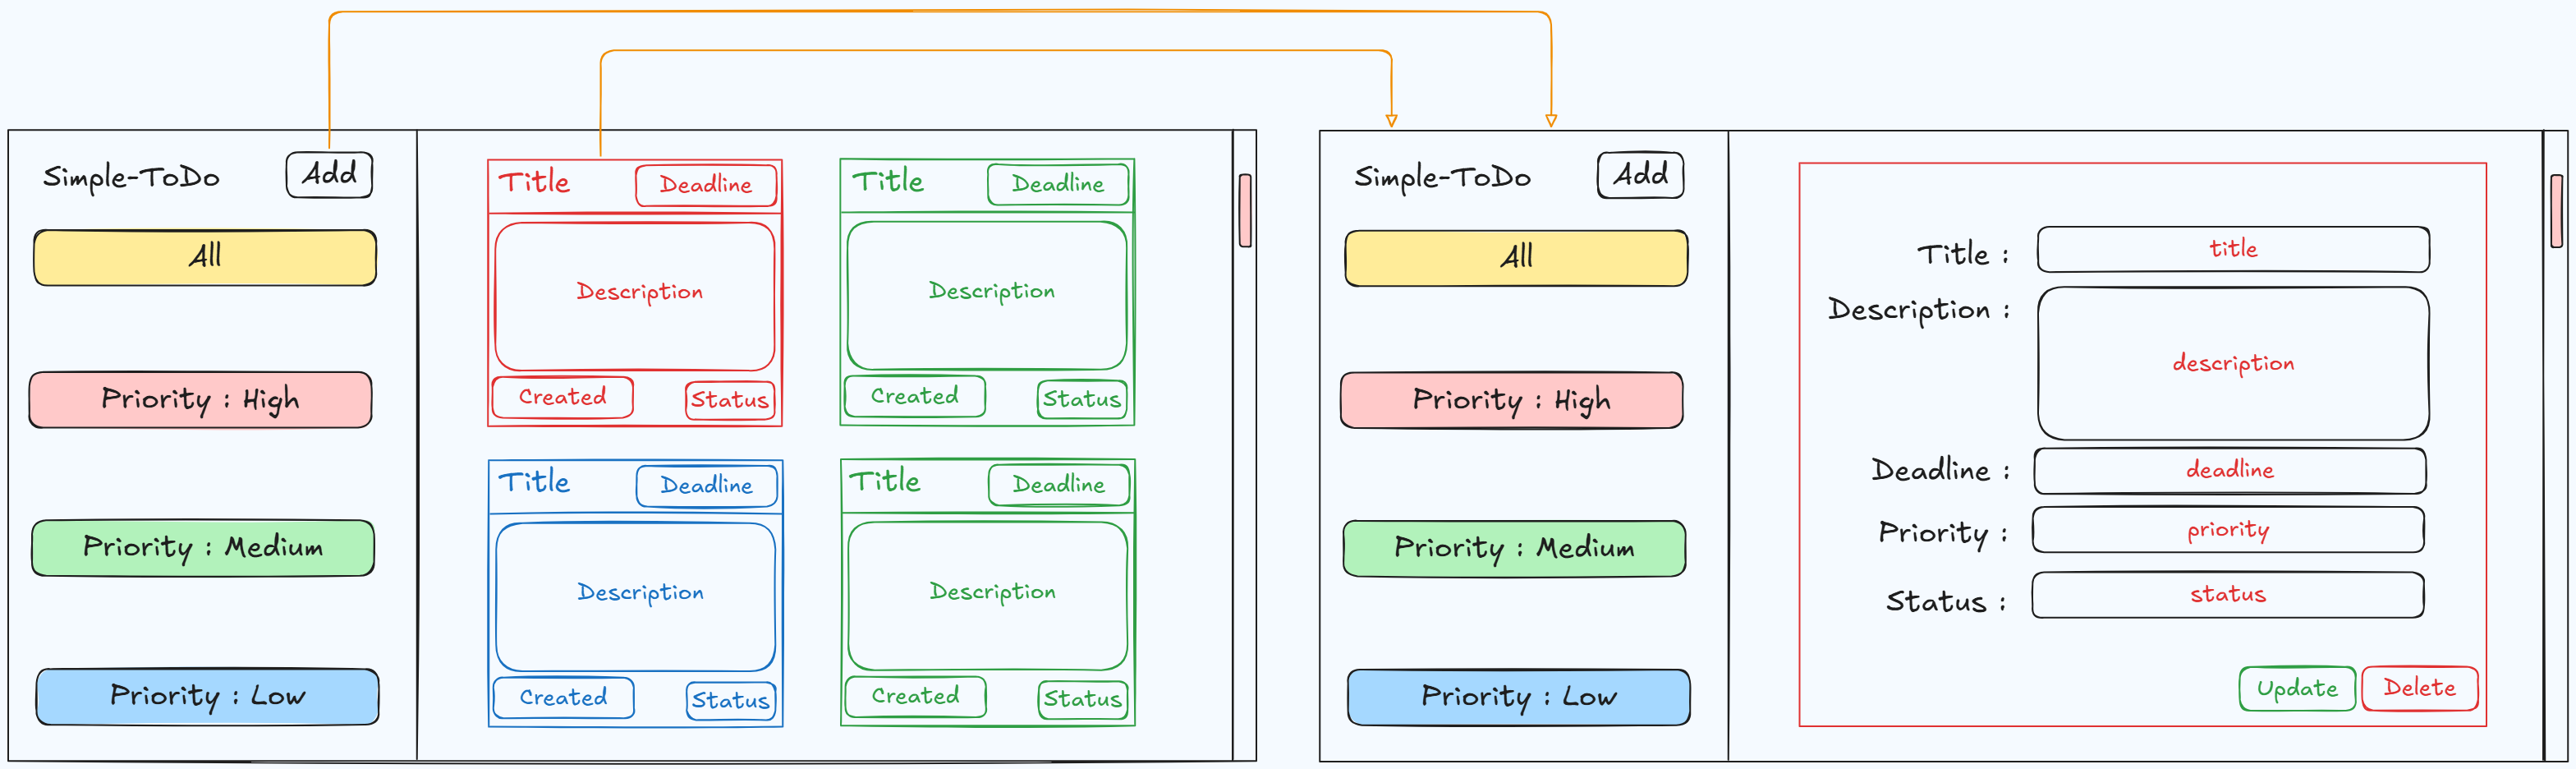 Simple-ToDo
Add
All
Priority : High
Priority : Medium
Priority : Low
Title
Deadline
Description
Created
Status
Title
Deadline
Description
Created
Status
Title
Deadline
Description
Created
Status
Title
Deadline
Description
Created
Status
Simple-ToDo
Add
All
Priority : High
Priority : Medium
Priority : Low
Title : title
Description : description
Deadline : deadline
Priority : priority
Status : status
Update
Delete